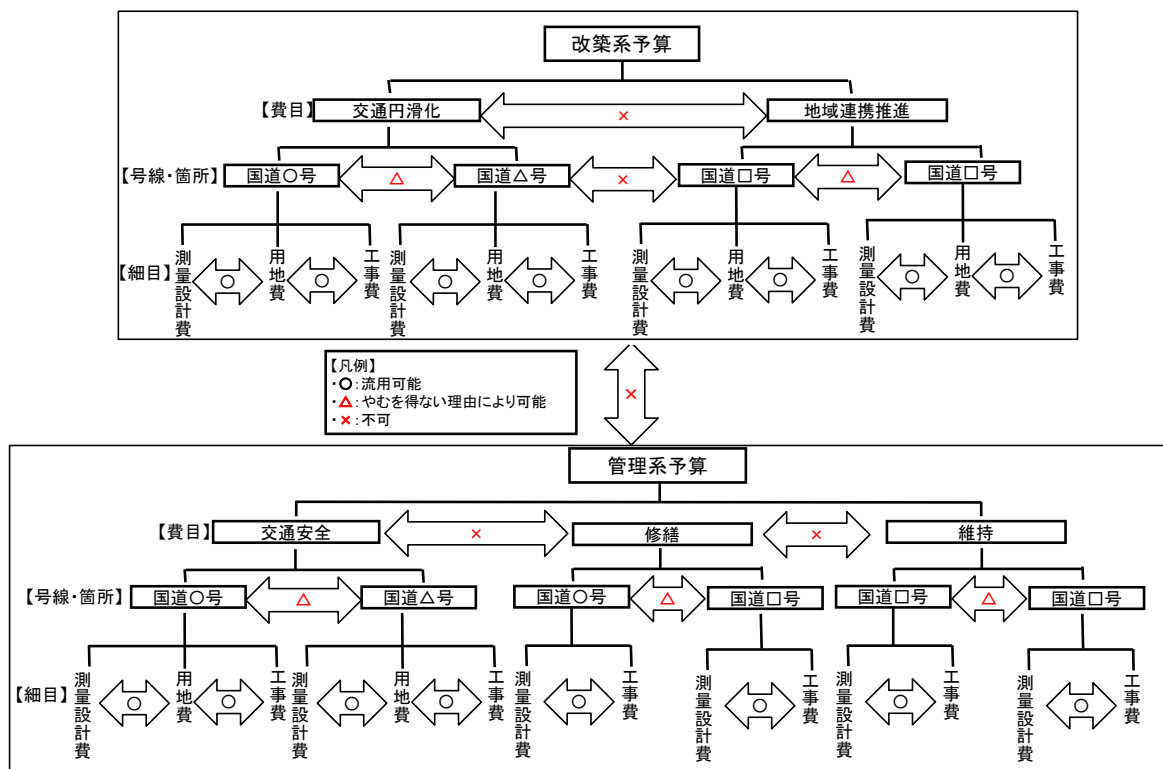 改築系予算
【費目】
交通円滑化
×
地域連携推進
【号線・箇所】
国道○号
△
国道△号
×
国道□号
△
国道□号
【細目】
測量設計費
○
用地費
○
工事費
測量設計費
○
用地費
○
工事費
測量設計費
○
用地費
○
工事費
測量設計費
○
用地費
○
工事費
【凡例】
・○：流用可能
・△：やむを得ない理由により可能
・×：不可
×
管理系予算
【費目】
交通安全
×
修繕
×
維持
【号線・箇所】
国道○号
△
国道△号
国道○号
△
国道□号
国道□号
△
国道□号
【細目】
測量設計費
○
用地費
○
工事費
測量設計費
○
用地費
○
工事費
測量設計費
○
工事費
測量設計費
○
工事費
測量設計費
○
工事費
測量設計費
○
工事費